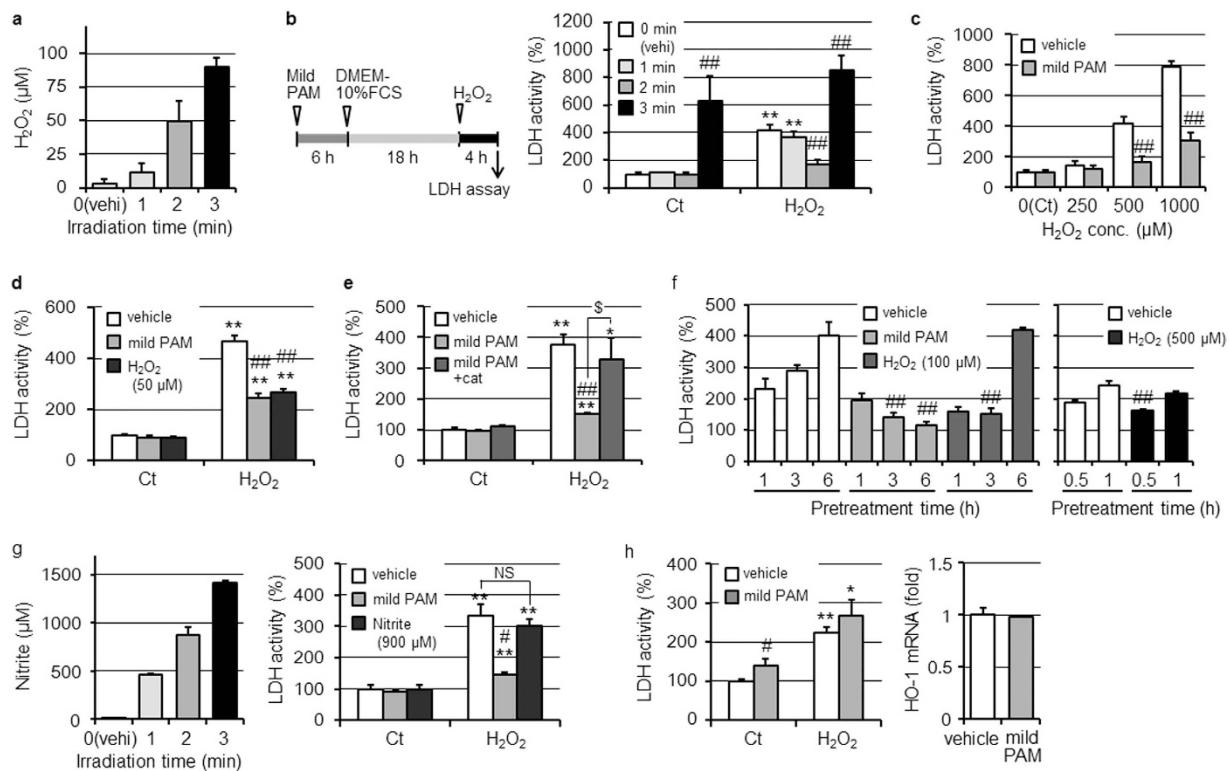 a
H₂O₂ (µM)
100
75
50
25
0
0(vehi) 1 2 3
Irradiation time (min)
b
Mild PAM
DMEM-10%FCS
H₂O₂
6 h 18 h 4 h
LDH assay
LDH activity (%)
1200
1000
800
600
400
200
0
0 min
(vehi)
1 min
2 min
3 min
##
** ** ## ##
Ct H₂O₂
c
LDH activity (%)
1000
800
600
400
200
0
vehicle
mild PAM
## ##
0(Ct) 250 500 1000
H₂O₂ conc. (µM)
d
LDH activity (%)
600
400
200
0
vehicle
mild PAM
H₂O₂
(50 µM)
**
## ##
** **
Ct H₂O₂
e
LDH activity (%)
500
400
300
200
100
0
vehicle
mild PAM
mild PAM
+cat
$
** *
##
**
Ct H₂O₂
f
LDH activity (%)
500
400
300
200
100
0
vehicle
mild PAM
H₂O₂ (100 µM)
## ## ##
1 3 6 1 3 6 1 3 6
Pretreatment time (h)
vehicle
H₂O₂ (500 µM)
##
0.5 1 0.5 1
Pretreatment time (h)
g
Nitrite (µM)
1500
1000
500
0
0(vehi) 1 2 3
Irradiation time (min)
LDH activity (%)
500
400
300
200
100
0
vehicle
mild PAM
Nitrite
(900 µM)
NS
** **
#
**
Ct H₂O₂
h
LDH activity (%)
400
300
200
100
0
vehicle
mild PAM
#
** *
Ct H₂O₂
HO-1 mRNA (fold)
1.5
1
0.5
0
vehicle mild
PAM